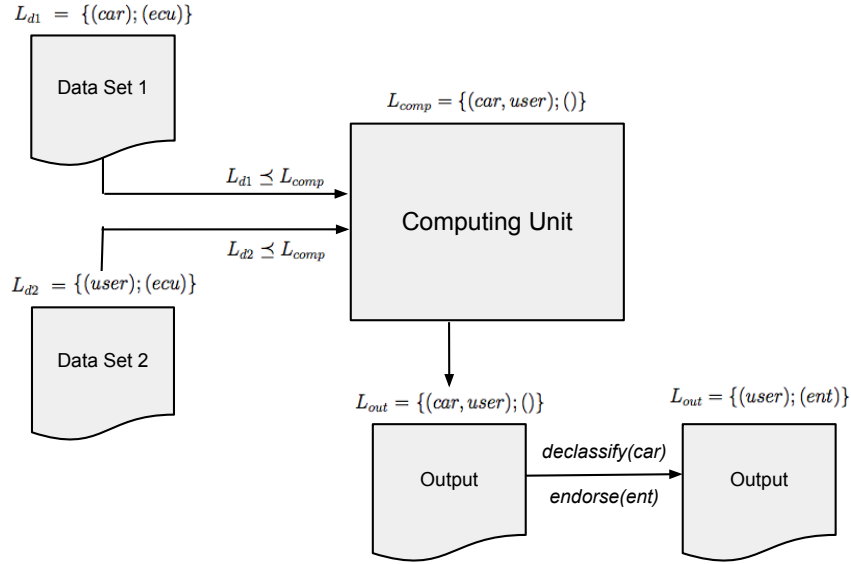 L_{d1} = {(car); (ecu)}
Data Set 1
L_{comp} = {(car, user); ()}
L_{d1} ⪯ L_{comp}
Computing Unit
L_{d2} ⪯ L_{comp}
L_{d2} = {(user); (ecu)}
Data Set 2
L_{out} = {(car, user); ()}
L_{out} = {(user); (ent)}
declassify(car)
Output
endorse(ent)
Output